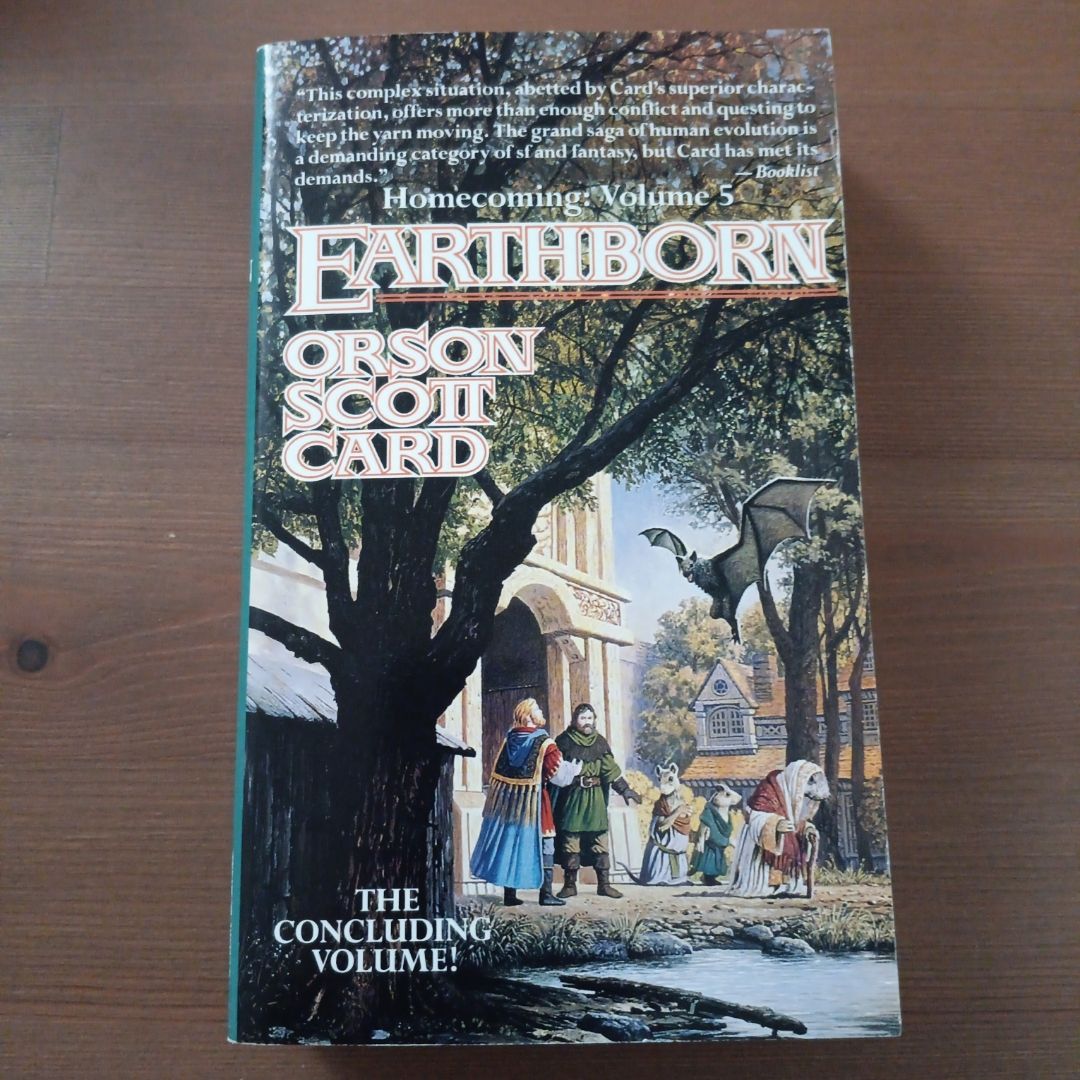 “This complex situation, abetted by Card’s superior charac-
terization, offers more than enough conflict and questing to
keep the yarn moving. The grand saga of human evolution is
a demanding category of sf and fantasy, but Card has met its
demands.”
— Booklist
Homecoming: Volume 5
EARTHBORN
ORSON
SCOTT
CARD
THE
CONCLUDING
VOLUME!